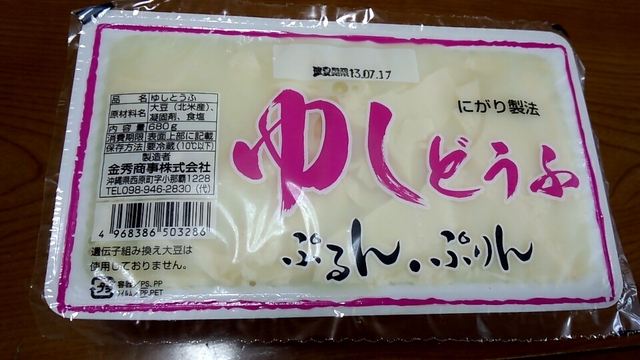 消費期限13.07.17
にがり製法
ゆしどうふ
ぷるん、ぷりん
品名 ゆしとうふ
原材料名 大豆(北米産)、
凝固剤、食塩
内容量 680g
消費期限 表面上部に記載
保存方法 要冷蔵(10℃以下)
製造者
金秀商事株式会社
沖縄県西原町字小那覇1228
TEL098-946-2830(代)
4 968386 503286
遺伝子組み換え大豆は
使用しておりません。
プラ
容器/PS.PP
ﾌｨﾙﾑ/PP.PET